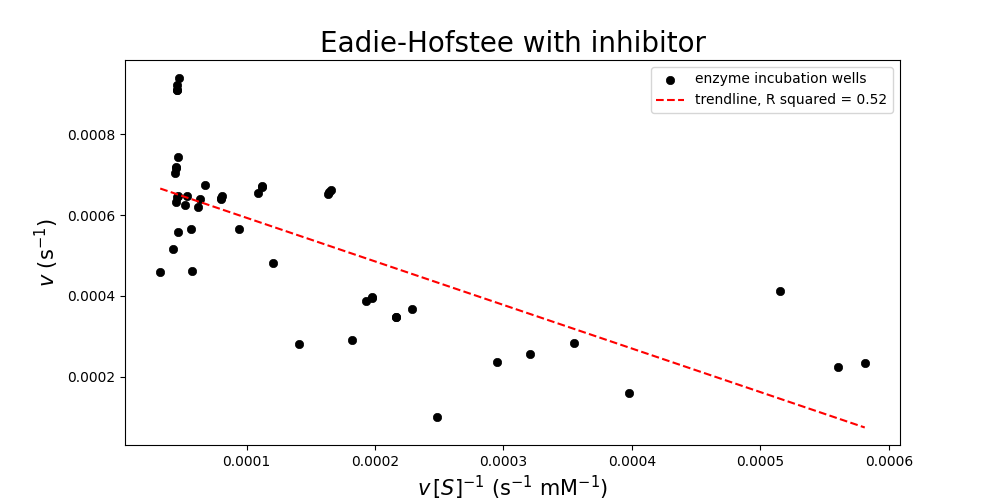 Eadie-Hofstee with inhibitor
enzyme incubation wells
trendline, R squared = 0.52
0.0008
0.0006
0.0004
0.0002
v (s⁻¹)
0.0001 0.0002 0.0003 0.0004 0.0005 0.0006
v [S]⁻¹ (s⁻¹ mM⁻¹)